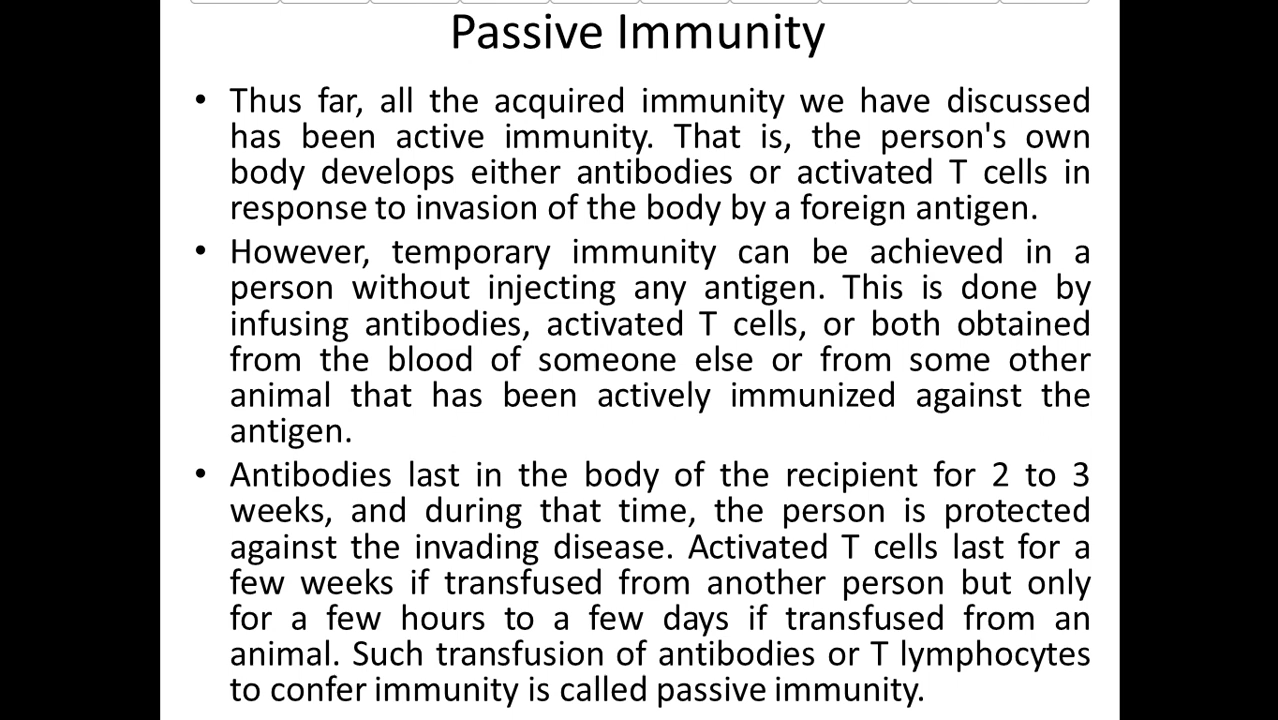 Passive Immunity
• Thus far, all the acquired immunity we have discussed
has been active immunity. That is, the person's own
body develops either antibodies or activated T cells in
response to invasion of the body by a foreign antigen.
• However, temporary immunity can be achieved in a
person without injecting any antigen. This is done by
infusing antibodies, activated T cells, or both obtained
from the blood of someone else or from some other
animal that has been actively immunized against the
antigen.
• Antibodies last in the body of the recipient for 2 to 3
weeks, and during that time, the person is protected
against the invading disease. Activated T cells last for a
few weeks if transfused from another person but only
for a few hours to a few days if transfused from an
animal. Such transfusion of antibodies or T lymphocytes
to confer immunity is called passive immunity.